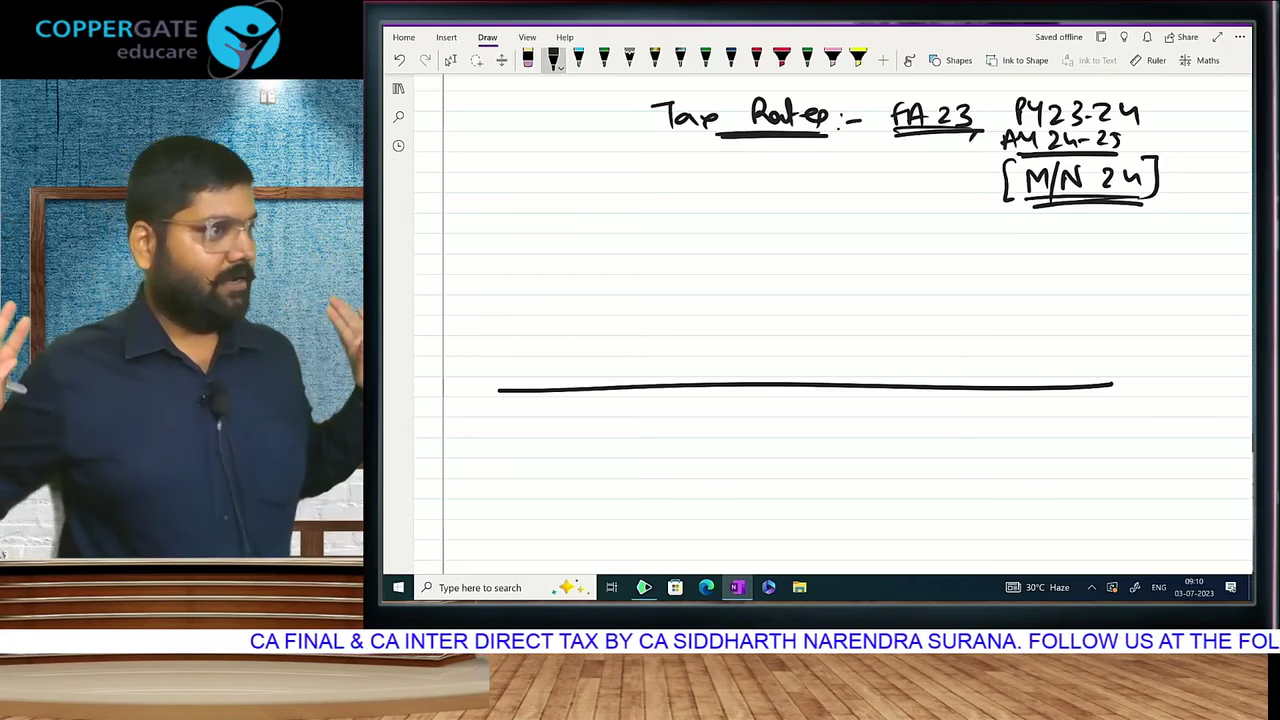 COPPERGATE
educare
Home Insert Draw View Help Saved offline Share
Shapes Ink to Shape Ink to Text Ruler Maths
Tax Rates :- FA 23 PY 23-24
AY 24-25
[M/N 24]
Type here to search 30°C Haze ENG 09:10
03-07-2023
CA FINAL & CA INTER DIRECT TAX BY CA SIDDHARTH NARENDRA SURANA. FOLLOW US AT THE FOL